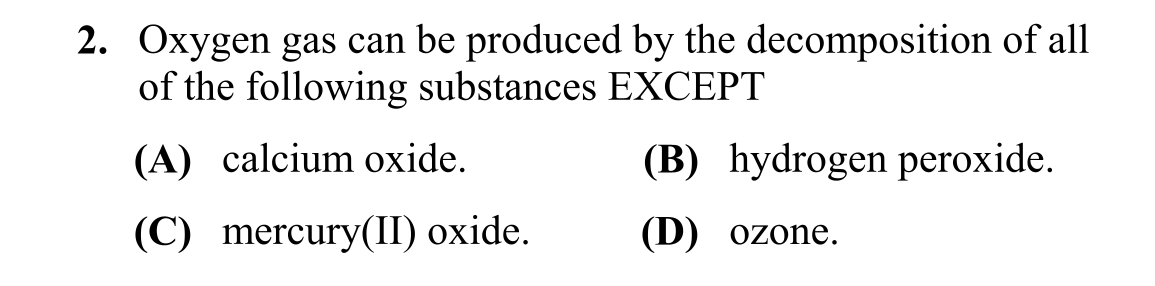 2. Oxygen gas can be produced by the decomposition of all
of the following substances EXCEPT
(A) calcium oxide. (B) hydrogen peroxide.
(C) mercury(II) oxide. (D) ozone.